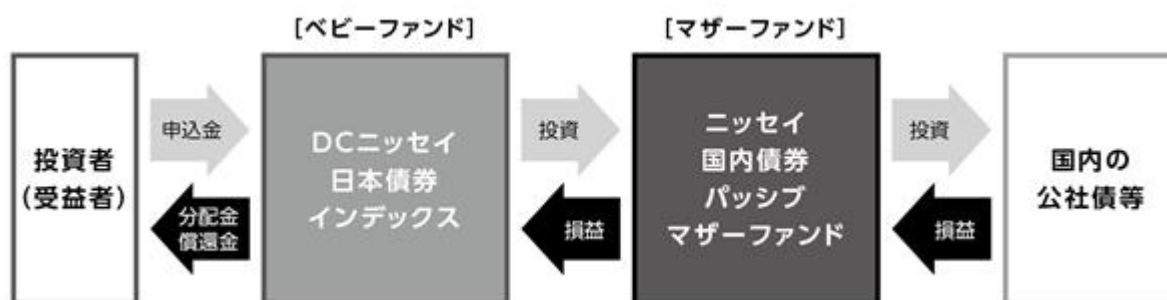 [ベビーファンド]
[マザーファンド]
投資者
(受益者)
申込金
分配金
償還金
DCニッセイ
日本債券
インデックス
投資
損益
ニッセイ
国内債券
パッシブ
マザーファンド
投資
損益
国内の
公社債等